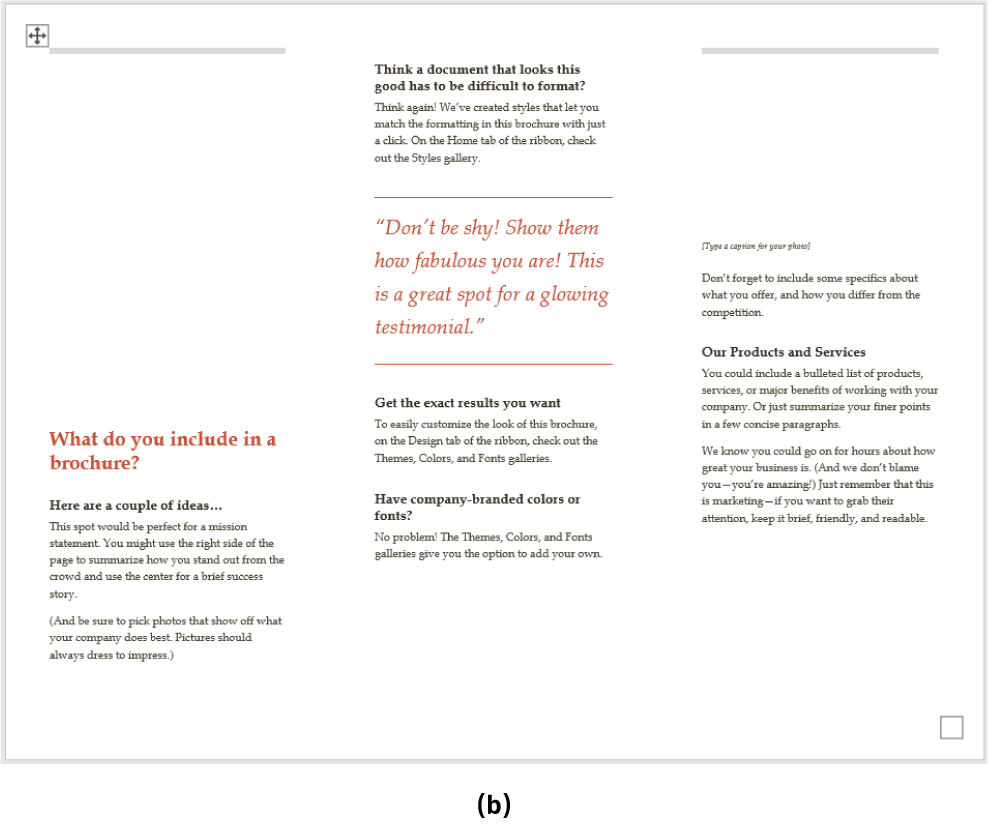 What do you include in a
brochure?
Here are a couple of ideas…
This spot would be perfect for a mission
statement. You might use the right side of the
page to summarize how you stand out from the
crowd and use the center for a brief success
story.
(And be sure to pick photos that show off what
your company does best. Pictures should
always dress to impress.)
Think a document that looks this
good has to be difficult to format?
Think again! We’ve created styles that let you
match the formatting in this brochure with just
a click. On the Home tab of the ribbon, check
out the Styles gallery.
“Don’t be shy! Show them
how fabulous you are! This
is a great spot for a glowing
testimonial.”
Get the exact results you want
To easily customize the look of this brochure,
on the Design tab of the ribbon, check out the
Themes, Colors, and Fonts galleries.
Have company-branded colors or
fonts?
No problem! The Themes, Colors, and Fonts
galleries give you the option to add your own.
[Type a caption for your photo]
Don’t forget to include some specifics about
what you offer, and how you differ from the
competition.
Our Products and Services
You could include a bulleted list of products,
services, or major benefits of working with your
company. Or just summarize your finer points
in a few concise paragraphs.
We know you could go on for hours about how
great your business is. (And we don’t blame
you—you’re amazing!) Just remember that this
is marketing—if you want to grab their
attention, keep it brief, friendly, and readable.
(b)